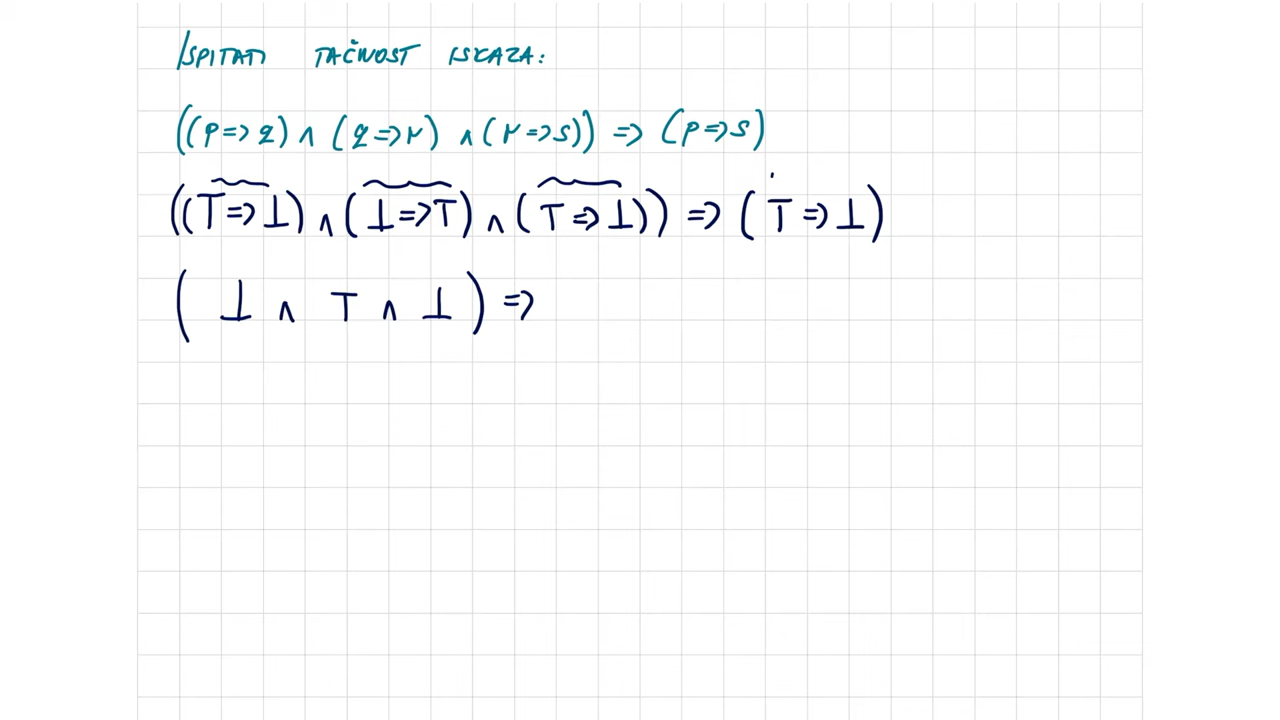 ISPITATI TAČNOST ISKAZA:
((p=>q) ∧ (q=>r) ∧ (r=>s)) => (p=>s)
((T=>⊥) ∧ (⊥=>T) ∧ (T=>⊥)) => (T=>⊥)
( ⊥ ∧ T ∧ ⊥ ) =>